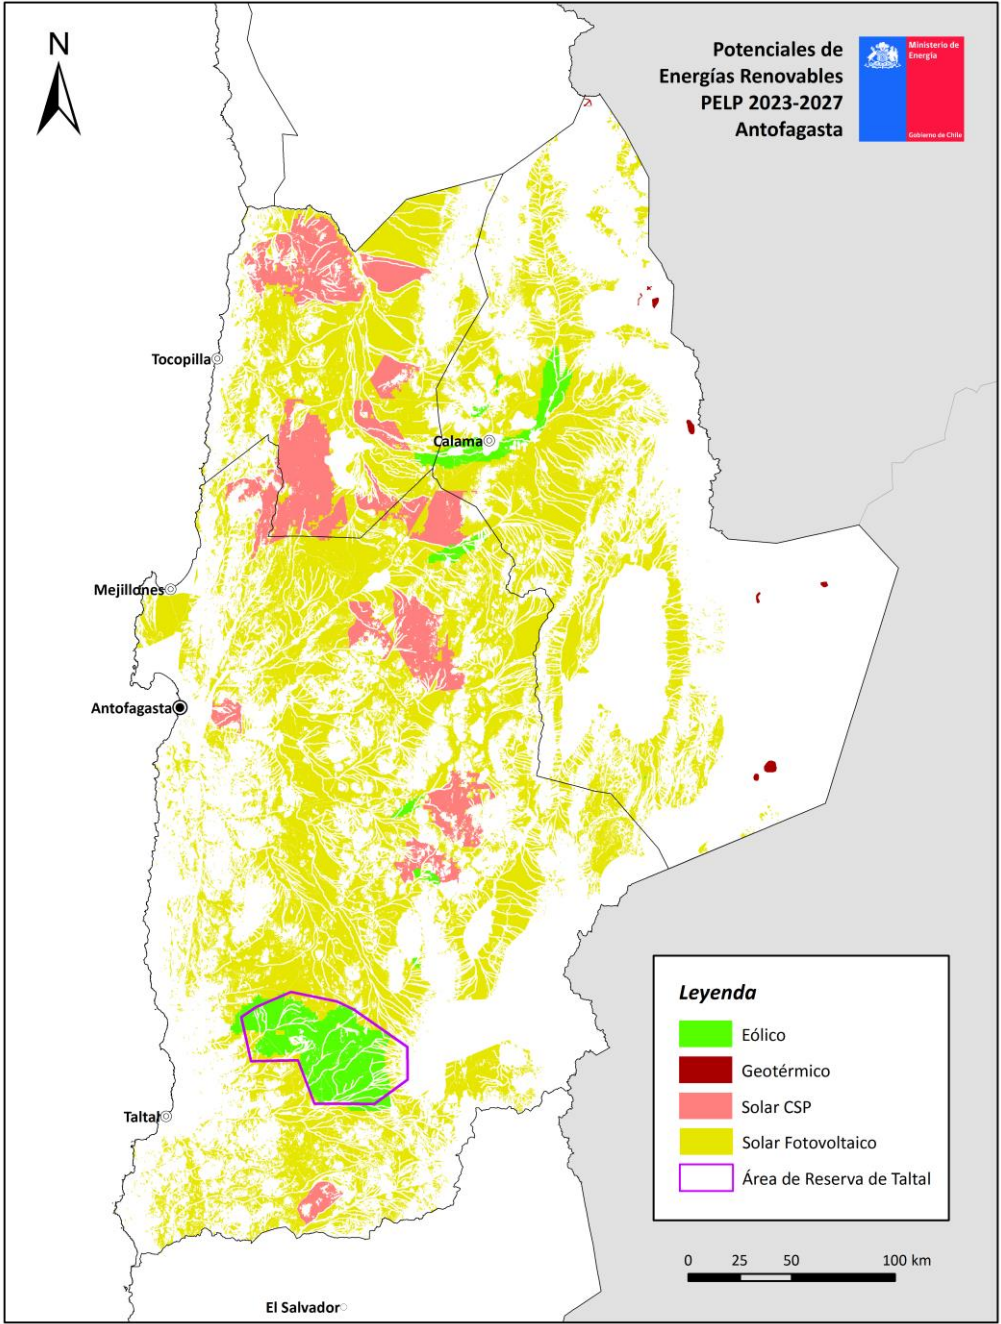 N
Potenciales de
Energías Renovables
PELP 2023-2027
Antofagasta
Ministerio de
Energía
Gobierno de Chile
Tocopilla
Calama
Mejillones
Antofagasta
Taltal
El Salvador
Leyenda
Eólico
Geotérmico
Solar CSP
Solar Fotovoltaico
Área de Reserva de Taltal
0 25 50 100 km